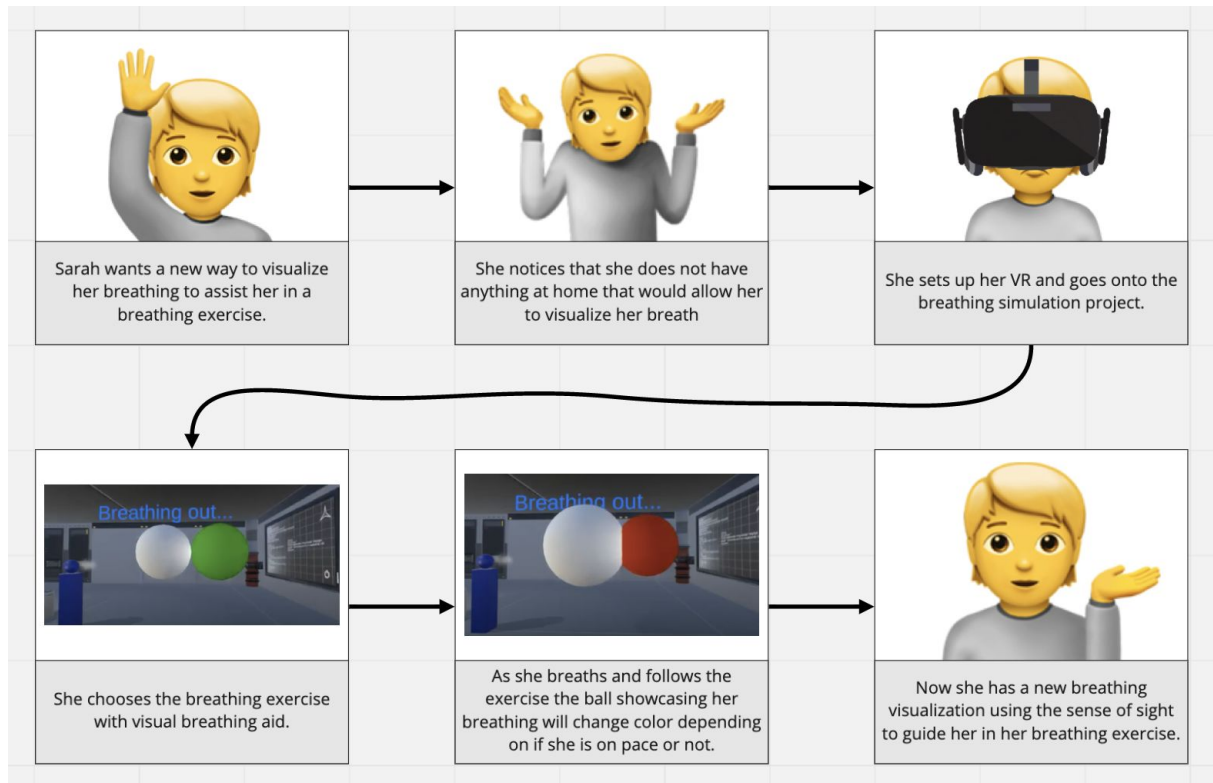 Sarah wants a new way to visualize
her breathing to assist her in a
breathing exercise.
She notices that she does not have
anything at home that would allow her
to visualize her breath
She sets up her VR and goes onto the
breathing simulation project.
Breathing out...
She chooses the breathing exercise
with visual breathing aid.
Breathing out...
As she breaths and follows the
exercise the ball showcasing her
breathing will change color depending
on if she is on pace or not.
Now she has a new breathing
visualization using the sense of sight
to guide her in her breathing exercise.